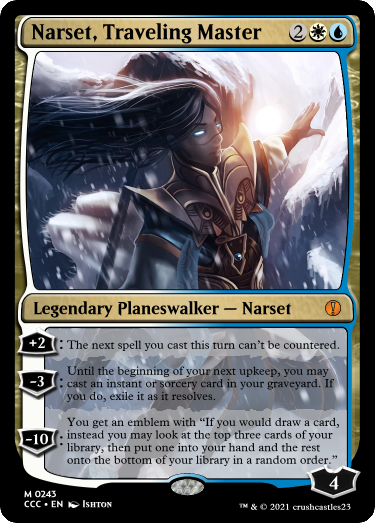 Narset, Traveling Master 2
Legendary Planeswalker — Narset
+2: The next spell you cast this turn can't be countered.
Until the beginning of your next upkeep, you may
-3: cast an instant or sorcery card in your graveyard. If
you do, exile it as it resolves.
You get an emblem with "If you would draw a card,
instead you may look at the top three cards of your
-10: library, then put one into your hand and the rest
onto the bottom of your library in a random order."
4
M 0243
CCC • EN Ishton
™ & © 2021 crushcastles23